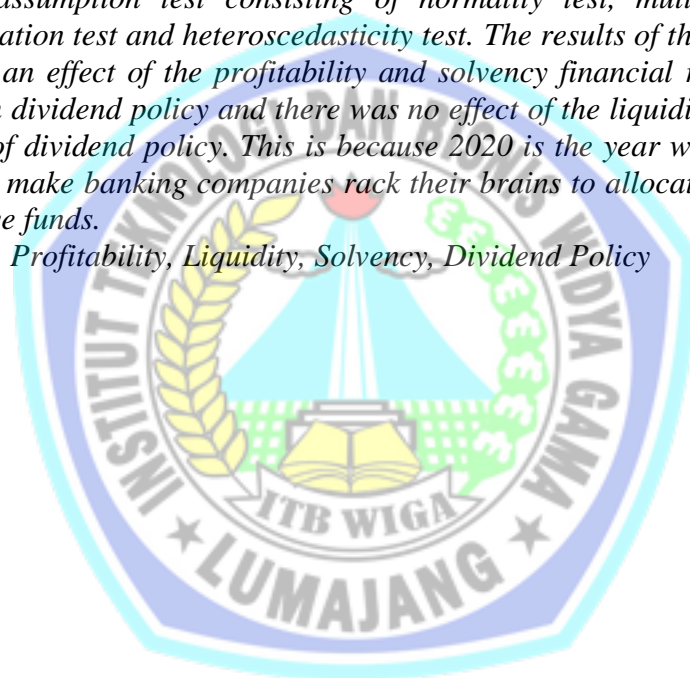 assumption test consisting of normality test, mul
ation test and heteroscedasticity test. The results of th
an effect of the profitability and solvency financial r
dividend policy and there was no effect of the liquidi
of dividend policy. This is because 2020 is the year w
make banking companies rack their brains to allocat
e funds.
Profitability, Liquidity, Solvency, Dividend Policy
INSTITUT TEKNOLOGI DAN BISNIS WIDYA GAMA
ITB WIGA
LUMAJANG